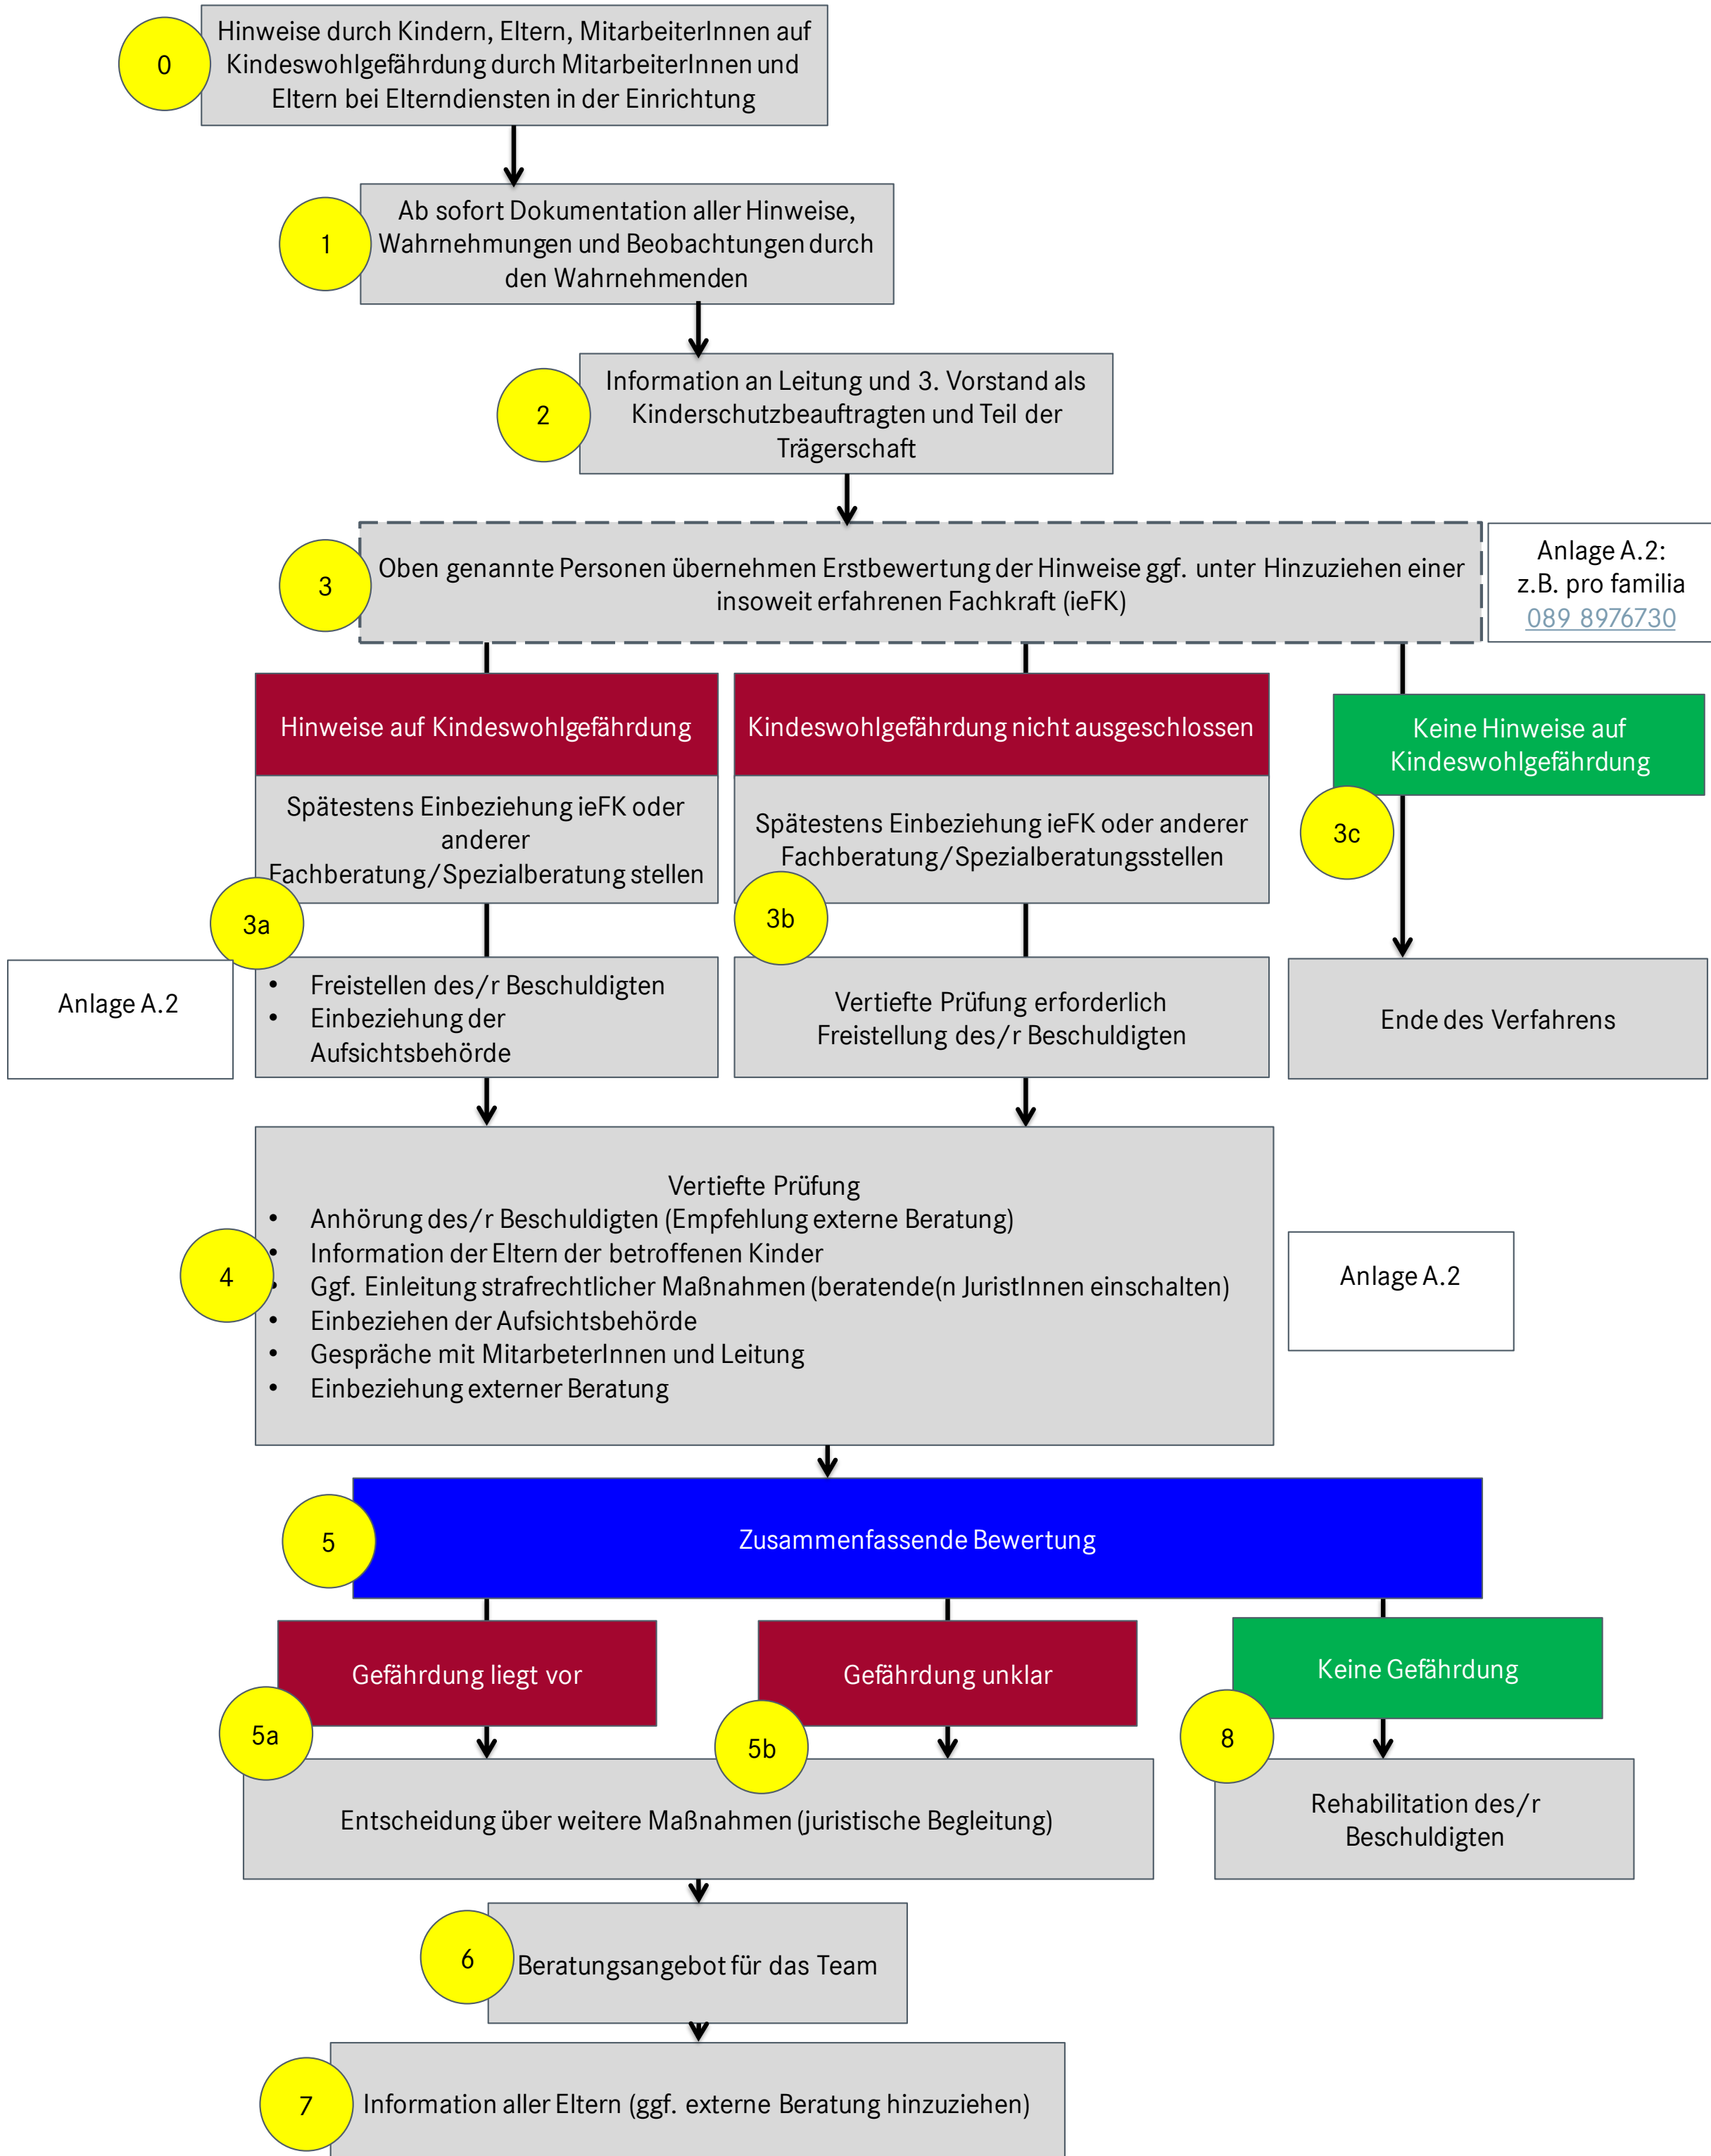 0
Hinweise durch Kindern, Eltern, MitarbeiterInnen auf
Kindeswohlgefährdung durch MitarbeiterInnen und
Eltern bei Elterndiensten in der Einrichtung
1
Ab sofort Dokumentation aller Hinweise,
Wahrnehmungen und Beobachtungen durch
den Wahrnehmenden
2
Information an Leitung und 3. Vorstand als
Kinderschutzbeauftragten und Teil der
Trägerschaft
3
Oben genannte Personen übernehmen Erstbewertung der Hinweise ggf. unter Hinzuziehen einer
insoweit erfahrenen Fachkraft (ieFK)
Anlage A.2:
z.B. pro familia
089 8976730
Hinweise auf Kindeswohlgefährdung
Spätestens Einbeziehung ieFK oder
anderer
Fachberatung/Spezialberatung stellen
3a
Kindeswohlgefährdung nicht ausgeschlossen
Spätestens Einbeziehung ieFK oder anderer
Fachberatung/Spezialberatungsstellen
3b
Keine Hinweise auf
Kindeswohlgefährdung
3c
Anlage A.2
• Freistellen des/r Beschuldigten
• Einbeziehung der
Aufsichtsbehörde
Vertiefte Prüfung erforderlich
Freistellung des/r Beschuldigten
Ende des Verfahrens
4
Vertiefte Prüfung
• Anhörung des/r Beschuldigten (Empfehlung externe Beratung)
• Information der Eltern der betroffenen Kinder
• Ggf. Einleitung strafrechtlicher Maßnahmen (beratende(n JuristInnen einschalten)
• Einbeziehen der Aufsichtsbehörde
• Gespräche mit MitarbeterInnen und Leitung
• Einbeziehung externer Beratung
Anlage A.2
5
Zusammenfassende Bewertung
Gefährdung liegt vor
5a
Gefährdung unklar
5b
Keine Gefährdung
8
Entscheidung über weitere Maßnahmen (juristische Begleitung)
Rehabilitation des/r
Beschuldigten
6
Beratungsangebot für das Team
7
Information aller Eltern (ggf. externe Beratung hinzuziehen)